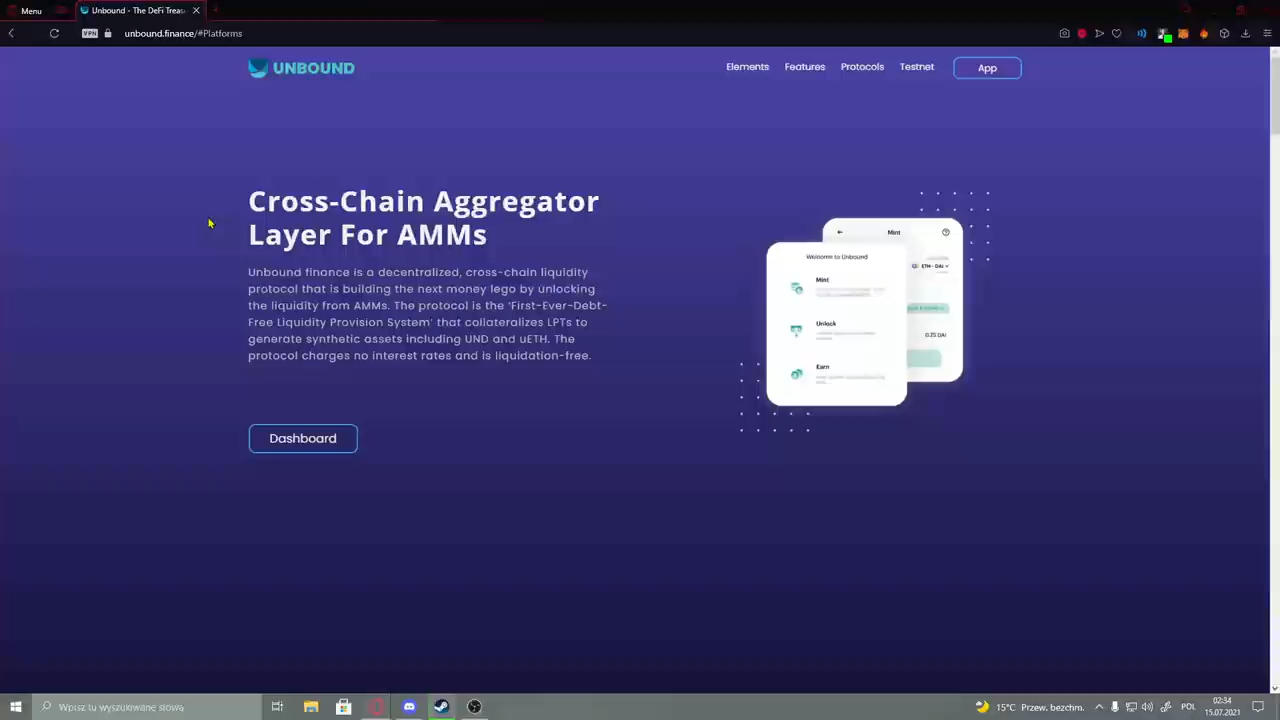 Menu
Unbound - The DeFi Treas
VPN
unbound.finance/#Platforms
UNBOUND
Elements
Features
Protocols
Testnet
App
Cross-Chain Aggregator
Layer For AMMs
Unbound finance is a decentralized, cross-chain liquidity
protocol that is building the next money lego by unlocking
the liquidity from AMMs. The protocol is the 'First-Ever-Debt-
Free Liquidity Provision System' that collateralizes LPTs to
generate synthetic assets including UND and uETH. The
protocol charges no interest rates and is liquidation-free.
Dashboard
Mint
ETH - DAI
0.25 DAI
Welcome to Unbound
Mint
Unlock
Earn
Wpisz tu wyszukiwane słowa
15°C Przew. bezchm.
POL
02:34
15.07.2021